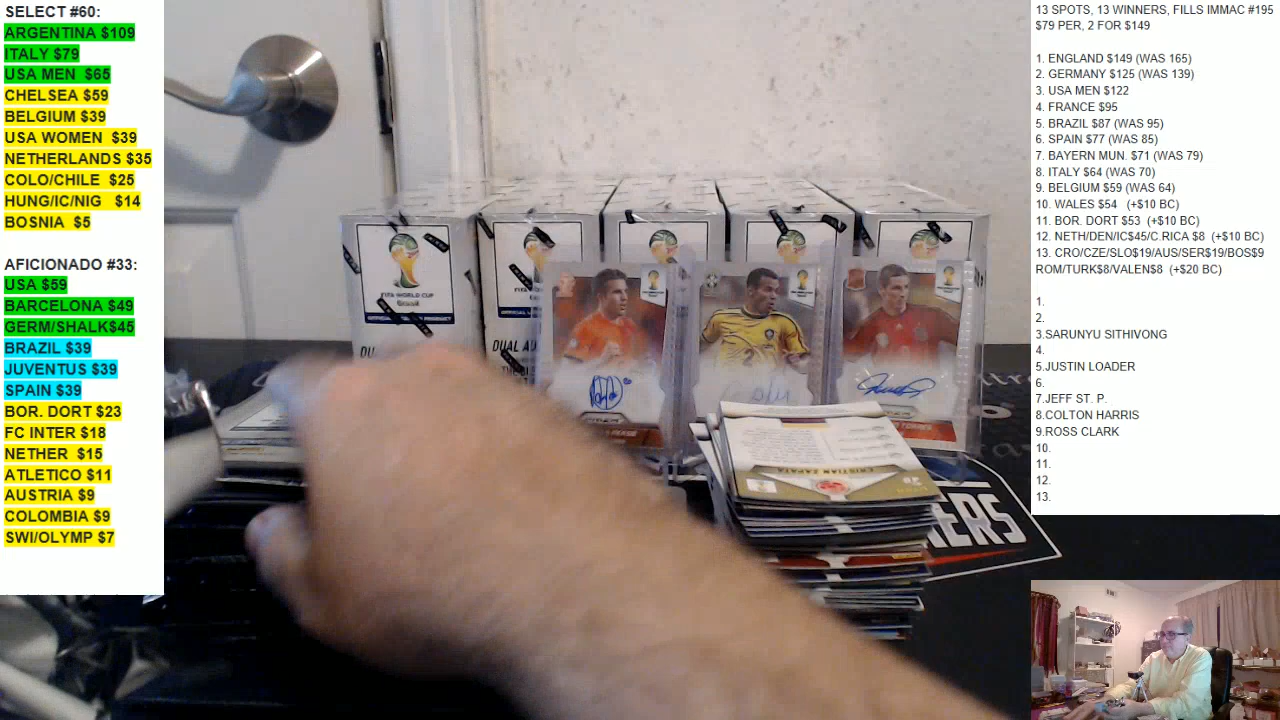 SELECT #60:
ARGENTINA $109
ITALY $79
USA MEN $65
CHELSEA $59
BELGIUM $39
USA WOMEN $39
NETHERLANDS $35
COLO/CHILE $25
HUNG/IC/NIG $14
BOSNIA $5
AFICIONADO #33:
USA $59
BARCELONA $49
GERM/SHALK$45
BRAZIL $39
JUVENTUS $39
SPAIN $39
BOR. DORT $23
FC INTER $18
NETHER $15
ATLETICO $11
AUSTRIA $9
COLOMBIA $9
SWI/OLYMP $7
FIFA WORLD CUP
Brasil
DUAL AU
CRISTIAN ZAPATA
ERS
13 SPOTS, 13 WINNERS, FILLS IMMAC #195
$79 PER, 2 FOR $149
1. ENGLAND $149 (WAS 165)
2. GERMANY $125 (WAS 139)
3. USA MEN $122
4. FRANCE $95
5. BRAZIL $87 (WAS 95)
6. SPAIN $77 (WAS 85)
7. BAYERN MUN. $71 (WAS 79)
8. ITALY $64 (WAS 70)
9. BELGIUM $59 (WAS 64)
10. WALES $54 (+$10 BC)
11. BOR. DORT $53 (+$10 BC)
12. NETH/DEN/IC$45/C.RICA $8 (+$10 BC)
13. CRO/CZE/SLO$19/AUS/SER$19/BOS$9
ROM/TURK$8/VALEN$8 (+$20 BC)
1.
2.
3.SARUNYU SITHIVONG
4.
5.JUSTIN LOADER
6.
7.JEFF ST. P.
8.COLTON HARRIS
9.ROSS CLARK
10.
11.
12.
13.